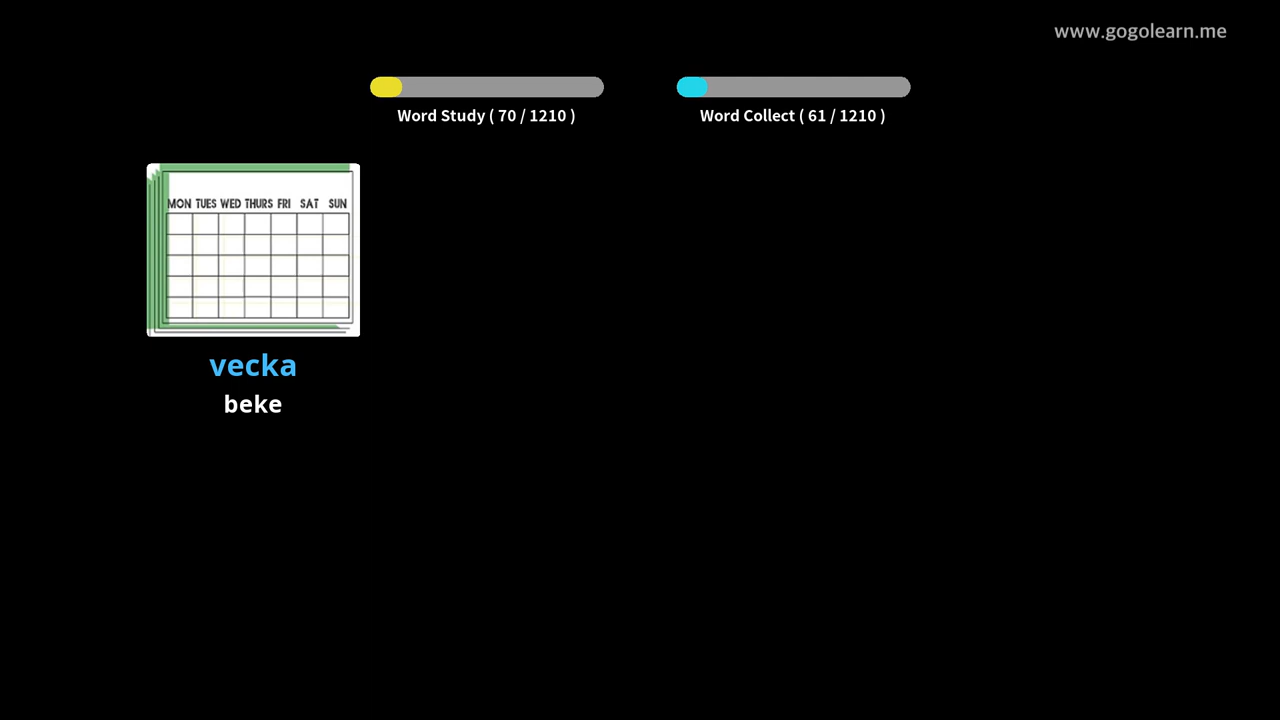 www.gogolearn.me
Word Study ( 70 / 1210 )
Word Collect ( 61 / 1210 )
MON TUES WED THURS FRI SAT SUN
vecka
beke